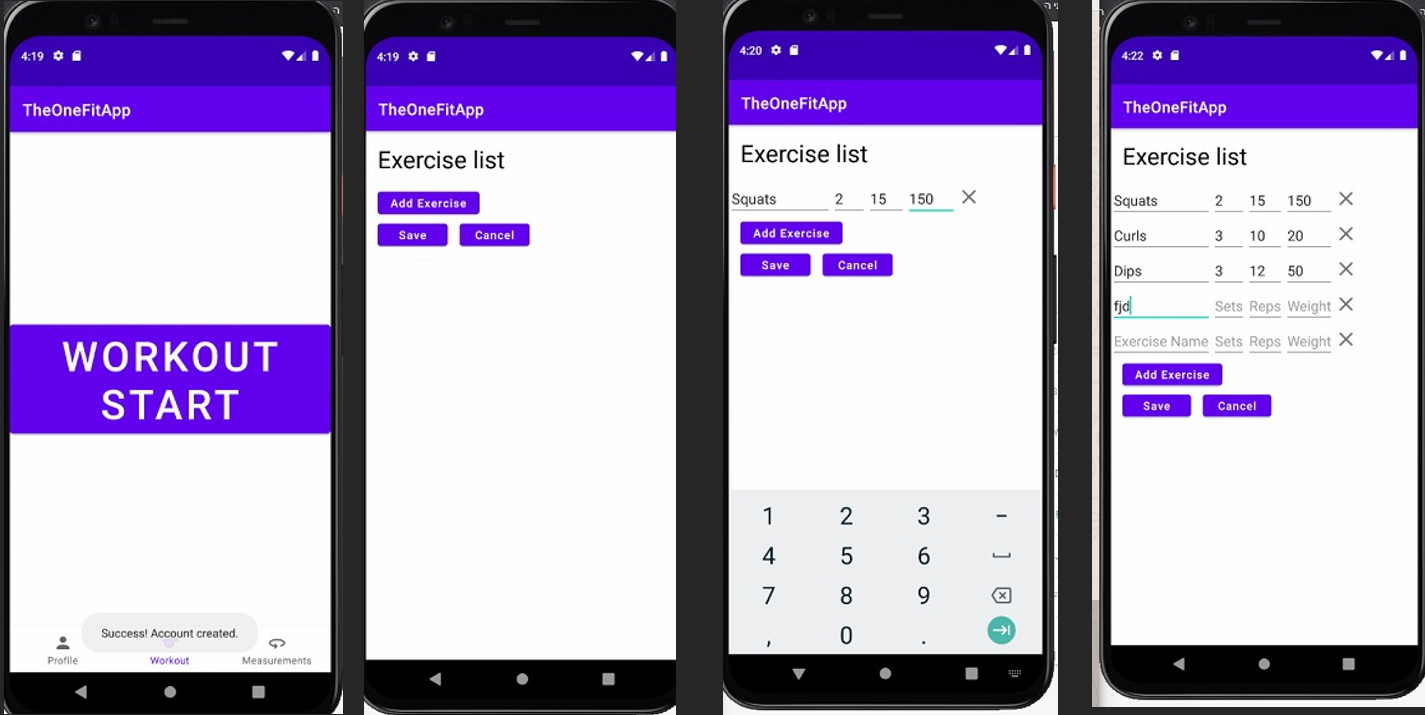 4:19
TheOneFitApp
WORKOUT
START
Success! Account created.
Profile
Workout
Measurements
4:19
TheOneFitApp
Exercise list
Add Exercise
Save Cancel
4:20
TheOneFitApp
Exercise list
Squats 2 15 150
Add Exercise
Save Cancel
1 2 3 -
4 5 6
7 8 9
, 0 .
4:22
TheOneFitApp
Exercise list
Squats 2 15 150
Curls 3 10 20
Dips 3 12 50
fjd Sets Reps Weight
Exercise Name Sets Reps Weight
Add Exercise
Save Cancel